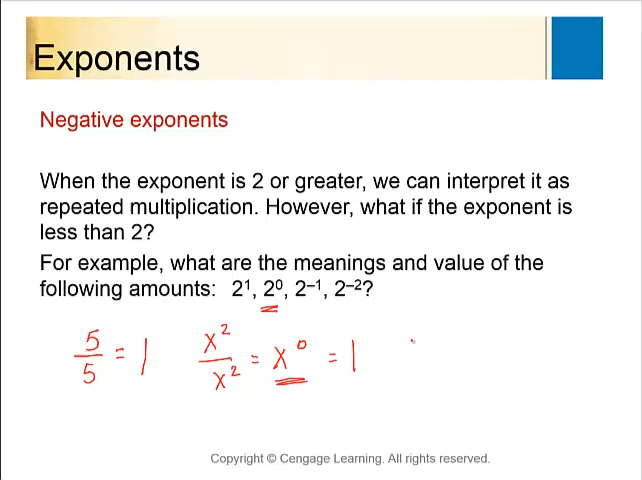 Exponents
Negative exponents
When the exponent is 2 or greater, we can interpret it as
repeated multiplication. However, what if the exponent is
less than 2?
For example, what are the meanings and value of the
following amounts: 2¹, 2⁰, 2⁻¹, 2⁻²?
5/5 = 1 x²/x² = x⁰ = 1
Copyright © Cengage Learning. All rights reserved.